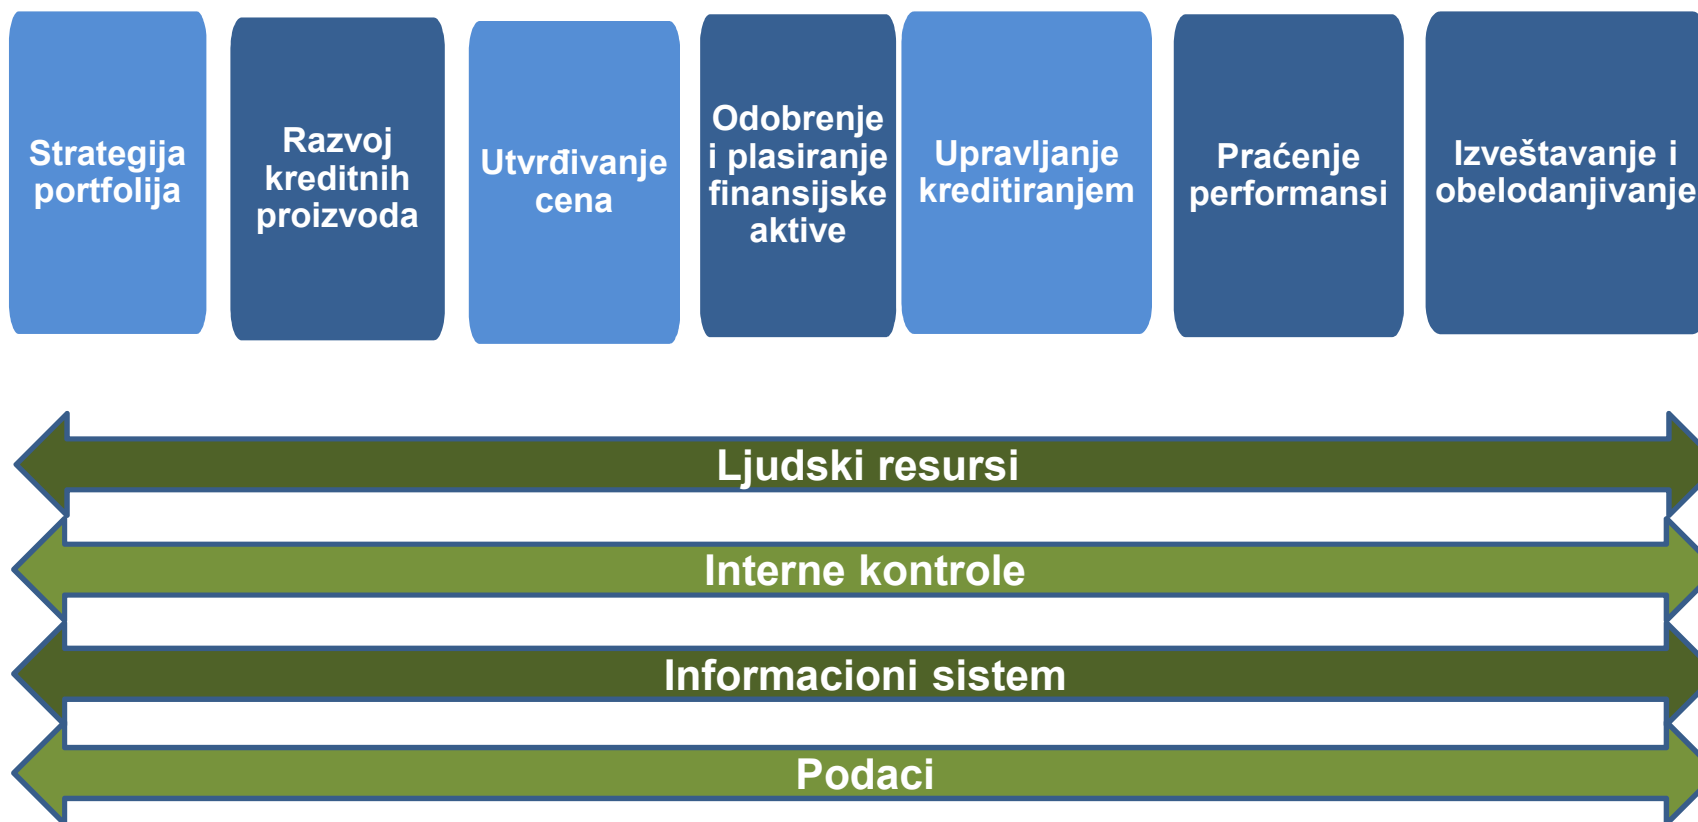 Strategija
portfolija
Razvoj
kreditnih
proizvoda
Utvrđivanje
cena
Odobrenje
i plasiranje
finansijske
aktive
Upravljanje
kreditiranjem
Praćenje
performansi
Izveštavanje i
obelodanjivanje
Ljudski resursi
Interne kontrole
Informacioni sistem
Podaci